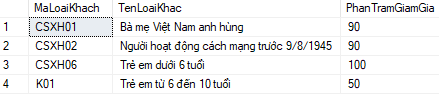 MaLoaiKhach TenLoaiKhac PhanTramGiamGia
1 CSXH01 Bà mẹ Việt Nam anh hùng 90
2 CSXH02 Người hoạt động cách mạng trước 9/8/1945 90
3 CSXH06 Trẻ em dưới 6 tuổi 100
4 K01 Trẻ em từ 6 đến 10 tuổi 50